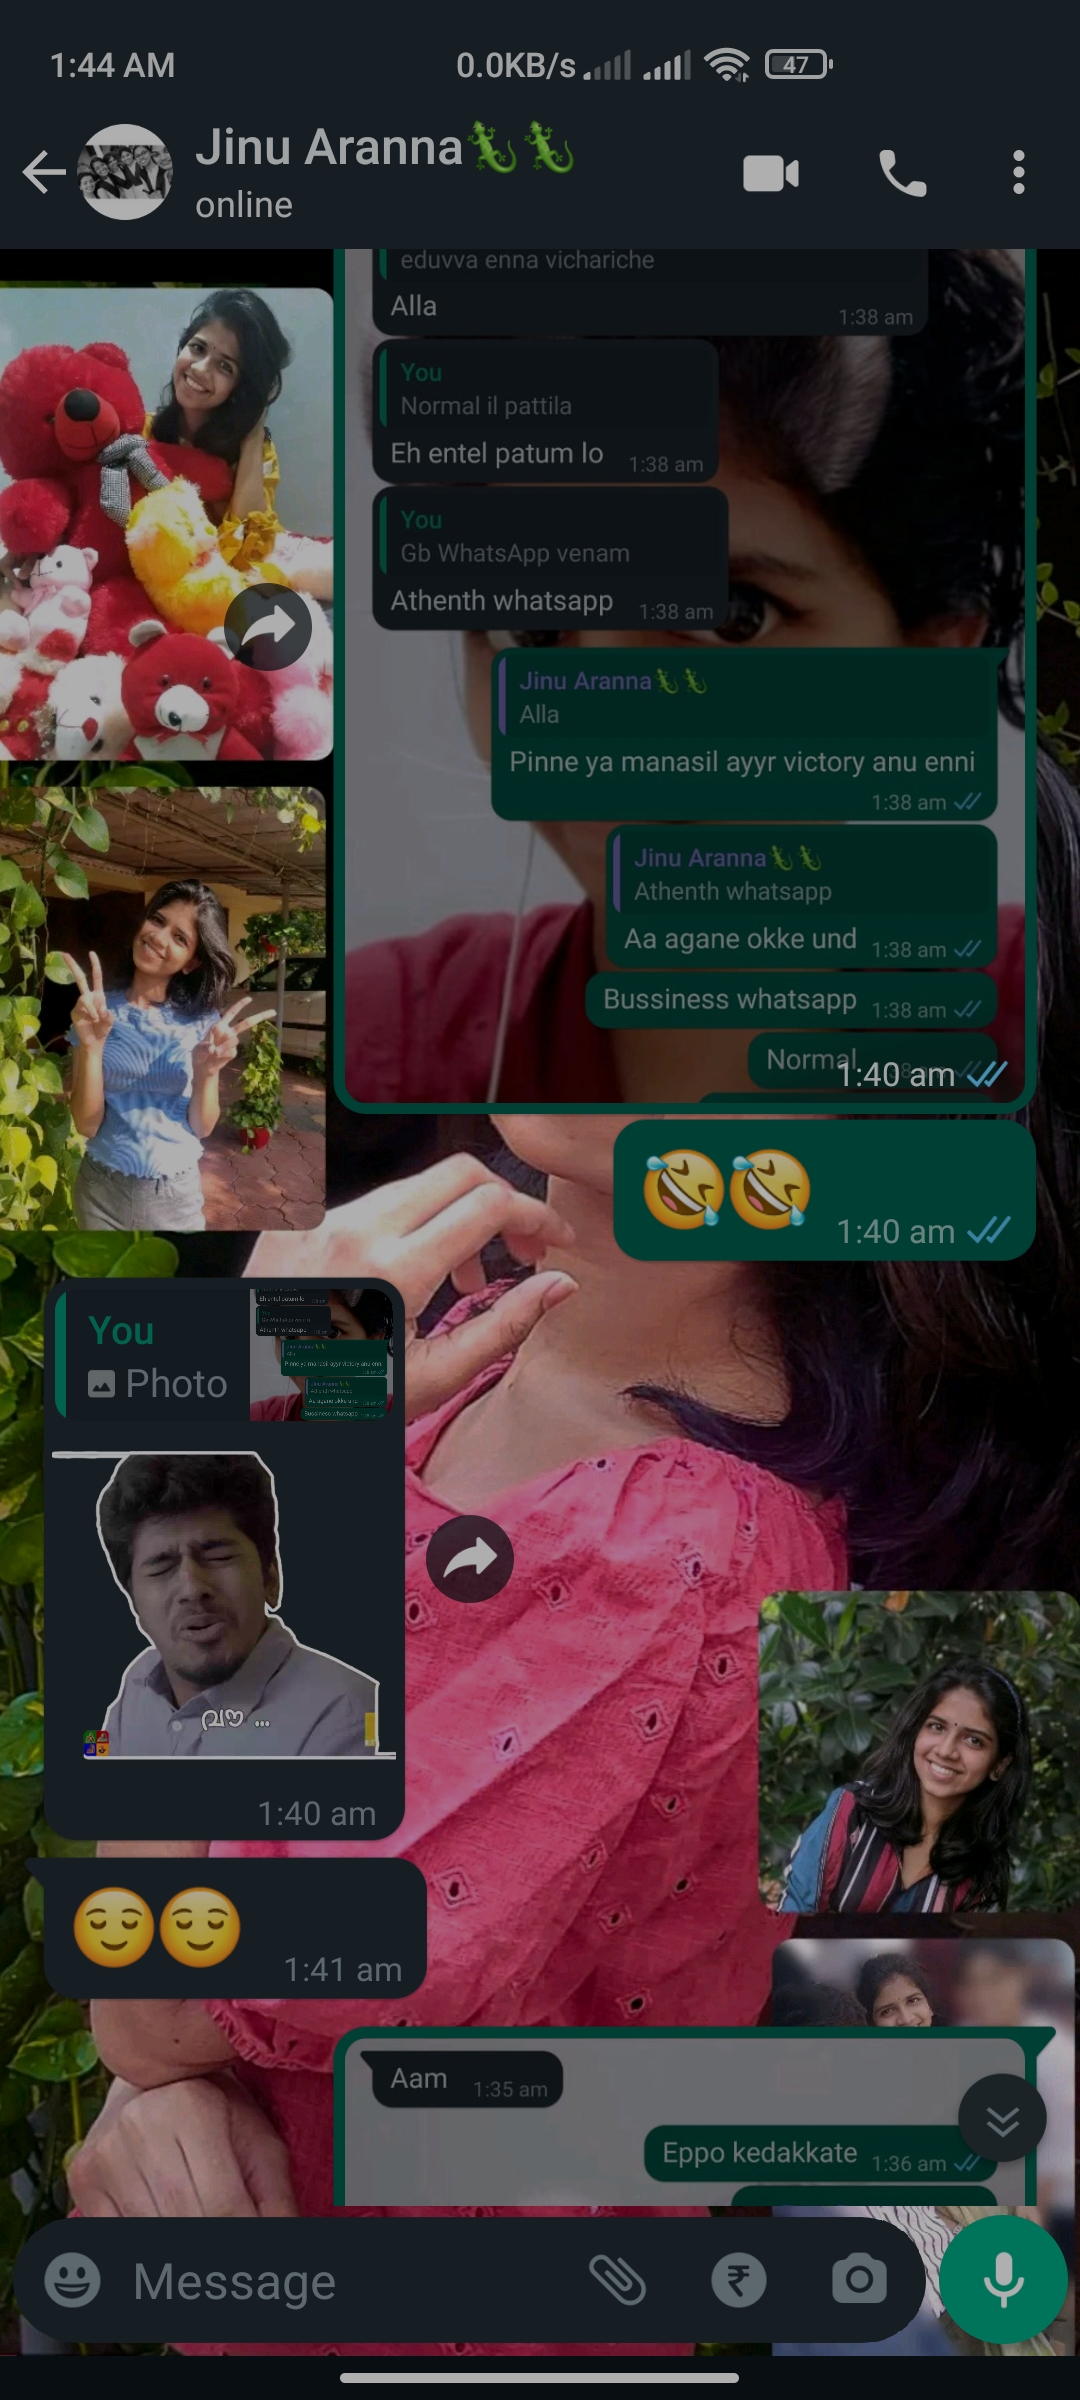 1:44 AM
0.0KB/s
47
Jinu Aranna🦎🦎
online
eduvva enna vichariche
Alla
1:38 am
You
Normal il pattila
Eh entel patum lo
1:38 am
You
Gb WhatsApp venam
Athenth whatsapp
1:38 am
Jinu Aranna🦎🦎
Alla
Pinne ya manasil ayyr victory anu enni
1:38 am
Jinu Aranna🦎🦎
Athenth whatsapp
Aa agane okke und
1:38 am
Bussiness whatsapp
1:38 am
Normal
1:40 am
🤣🤣
1:40 am
You
Photo
വൗ ...
1:40 am
😌😌
1:41 am
Aam
1:35 am
Eppo kedakkate
1:36 am
Message